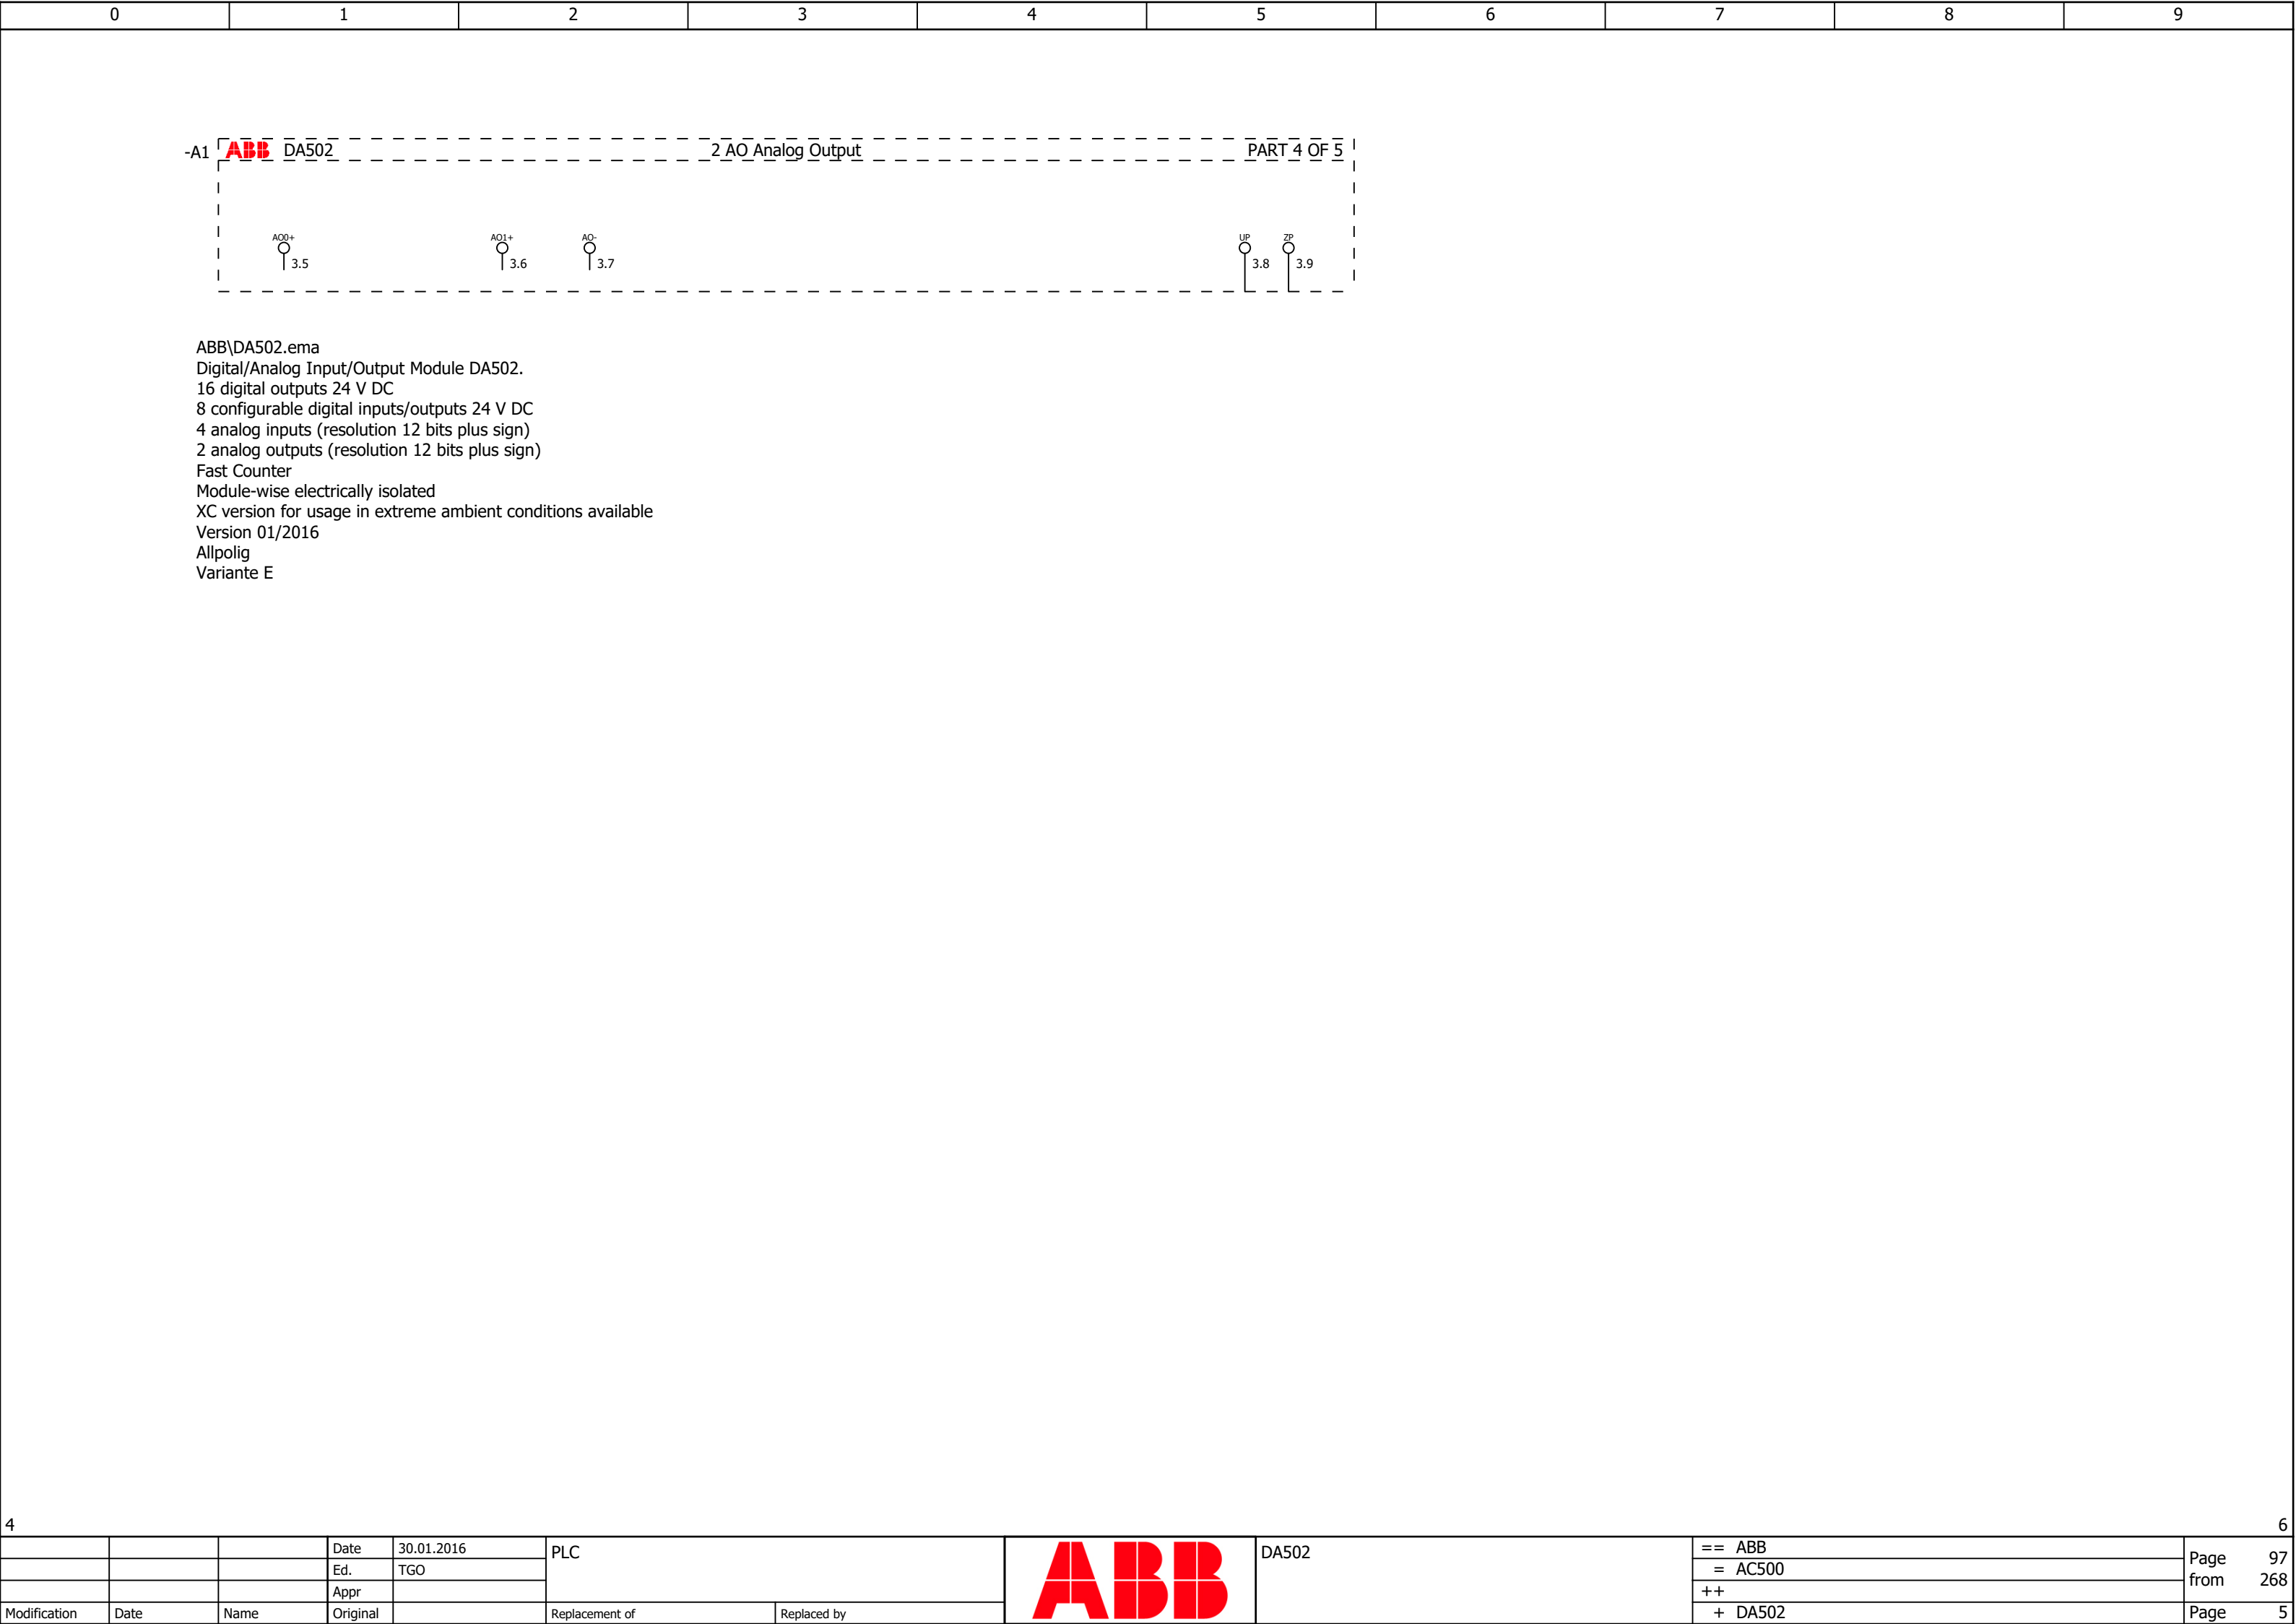 0 1 2 3 4 5 6 7 8 9
-A1 ABB DA502 2 AO Analog Output PART 4 OF 5
AO0+ AO1+ AO- UP ZP
3.5 3.6 3.7 3.8 3.9
ABB\DA502.ema
Digital/Analog Input/Output Module DA502.
16 digital outputs 24 V DC
8 configurable digital inputs/outputs 24 V DC
4 analog inputs (resolution 12 bits plus sign)
2 analog outputs (resolution 12 bits plus sign)
Fast Counter
Module-wise electrically isolated
XC version for usage in extreme ambient conditions available
Version 01/2016
Allpolig
Variante E
4 6
Date 30.01.2016 PLC ABB DA502 == ABB Page 97
Ed. TGO = AC500 from 268
Appr ++
Modification Date Name Original Replacement of Replaced by + DA502 Page 5